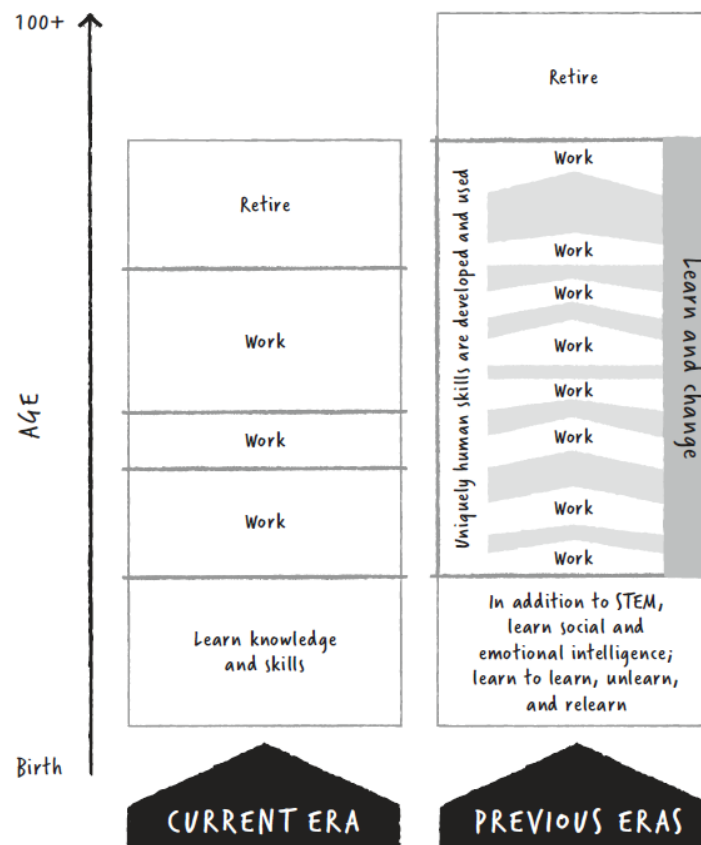 100+
AGE
Birth
Retire
Work
Work
Work
Learn knowledge
and skills
CURRENT ERA
Retire
Uniquely human skills are developed and used
Work
Work
Work
Work
Work
Work
Work
Work
Learn and change
In addition to STEM,
learn social and
emotional intelligence;
learn to learn, unlearn,
and relearn
PREVIOUS ERAS